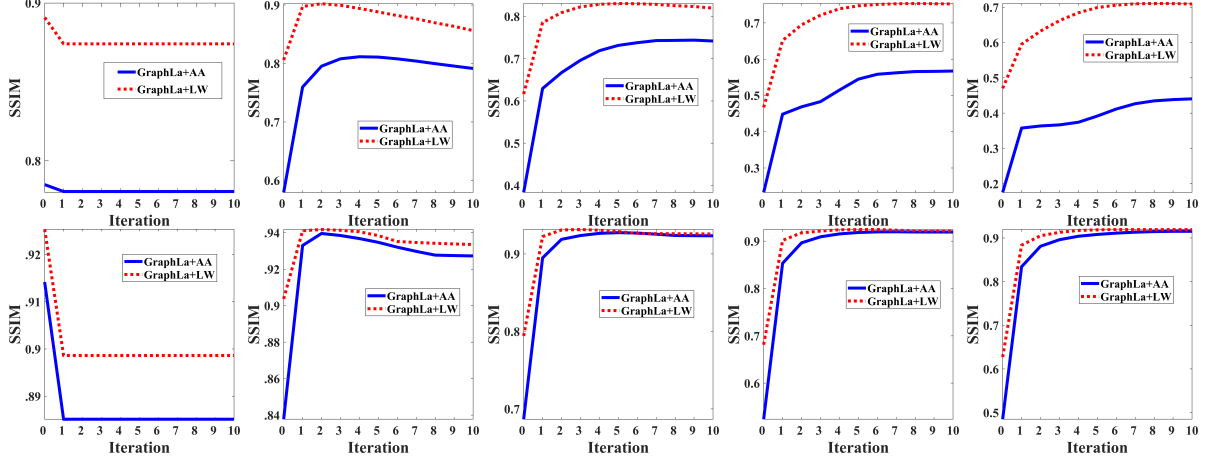 0.9
0.8
SSIM
GraphLa+AA
GraphLa+LW
0 1 2 3 4 5 6 7 8 9 10
Iteration
0.9
0.8
0.7
0.6
SSIM
GraphLa+AA
GraphLa+LW
0 1 2 3 4 5 6 7 8 9 10
Iteration
0.8
0.7
0.6
0.5
0.4
SSIM
GraphLa+AA
GraphLa+LW
0 1 2 3 4 5 6 7 8 9 10
Iteration
0.7
0.6
0.5
0.4
0.3
SSIM
GraphLa+AA
GraphLa+LW
0 1 2 3 4 5 6 7 8 9 10
Iteration
0.7
0.6
0.5
0.4
0.3
0.2
SSIM
GraphLa+AA
GraphLa+LW
0 1 2 3 4 5 6 7 8 9 10
Iteration
.92
.91
0.9
.89
SSIM
GraphLa+AA
GraphLa+LW
0 1 2 3 4 5 6 7 8 9 10
Iteration
.94
.92
0.9
.88
.86
.84
SSIM
GraphLa+AA
GraphLa+LW
0 1 2 3 4 5 6 7 8 9 10
Iteration
0.9
0.8
0.7
SSIM
GraphLa+AA
GraphLa+LW
0 1 2 3 4 5 6 7 8 9 10
Iteration
0.9
0.8
0.7
0.6
SSIM
GraphLa+AA
GraphLa+LW
0 1 2 3 4 5 6 7 8 9 10
Iteration
0.9
0.8
0.7
0.6
0.5
SSIM
GraphLa+AA
GraphLa+LW
0 1 2 3 4 5 6 7 8 9 10
Iteration